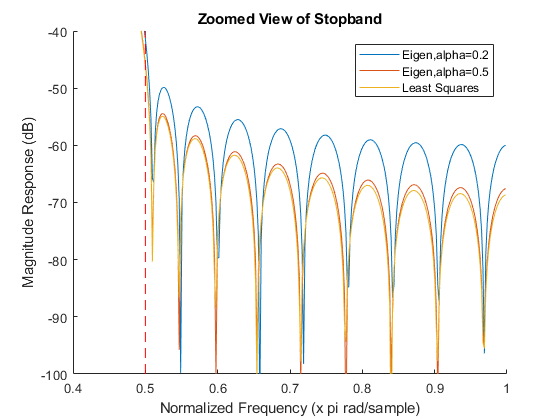 Zoomed View of Stopband
-40
-50
-60
-70
-80
-90
-100
Magnitude Response (dB)
Eigen,alpha=0.2
Eigen,alpha=0.5
Least Squares
0.4
0.5
0.6
0.7
0.8
0.9
1
Normalized Frequency (x pi rad/sample)